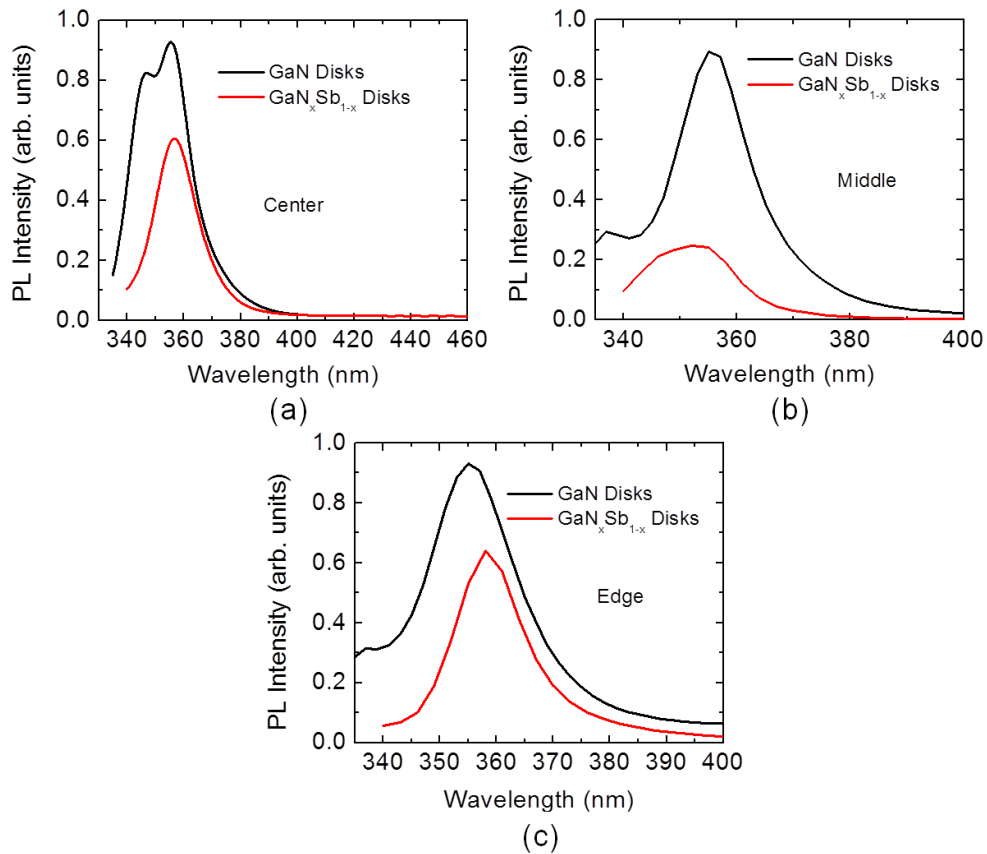 1.0
0.8
0.6
0.4
0.2
0.0
PL Intensity (arb. units)
GaN Disks
GaNxSb1-x Disks
Center
340 360 380 400 420 440 460
Wavelength (nm)
(a)
1.0
0.8
0.6
0.4
0.2
0.0
PL Intensity (arb. units)
GaN Disks
GaNxSb1-x Disks
Middle
340 360 380 400
Wavelength (nm)
(b)
1.0
0.8
0.6
0.4
0.2
0.0
PL Intensity (arb. units)
GaN Disks
GaNxSb1-x Disks
Edge
340 350 360 370 380 390 400
Wavelength (nm)
(c)